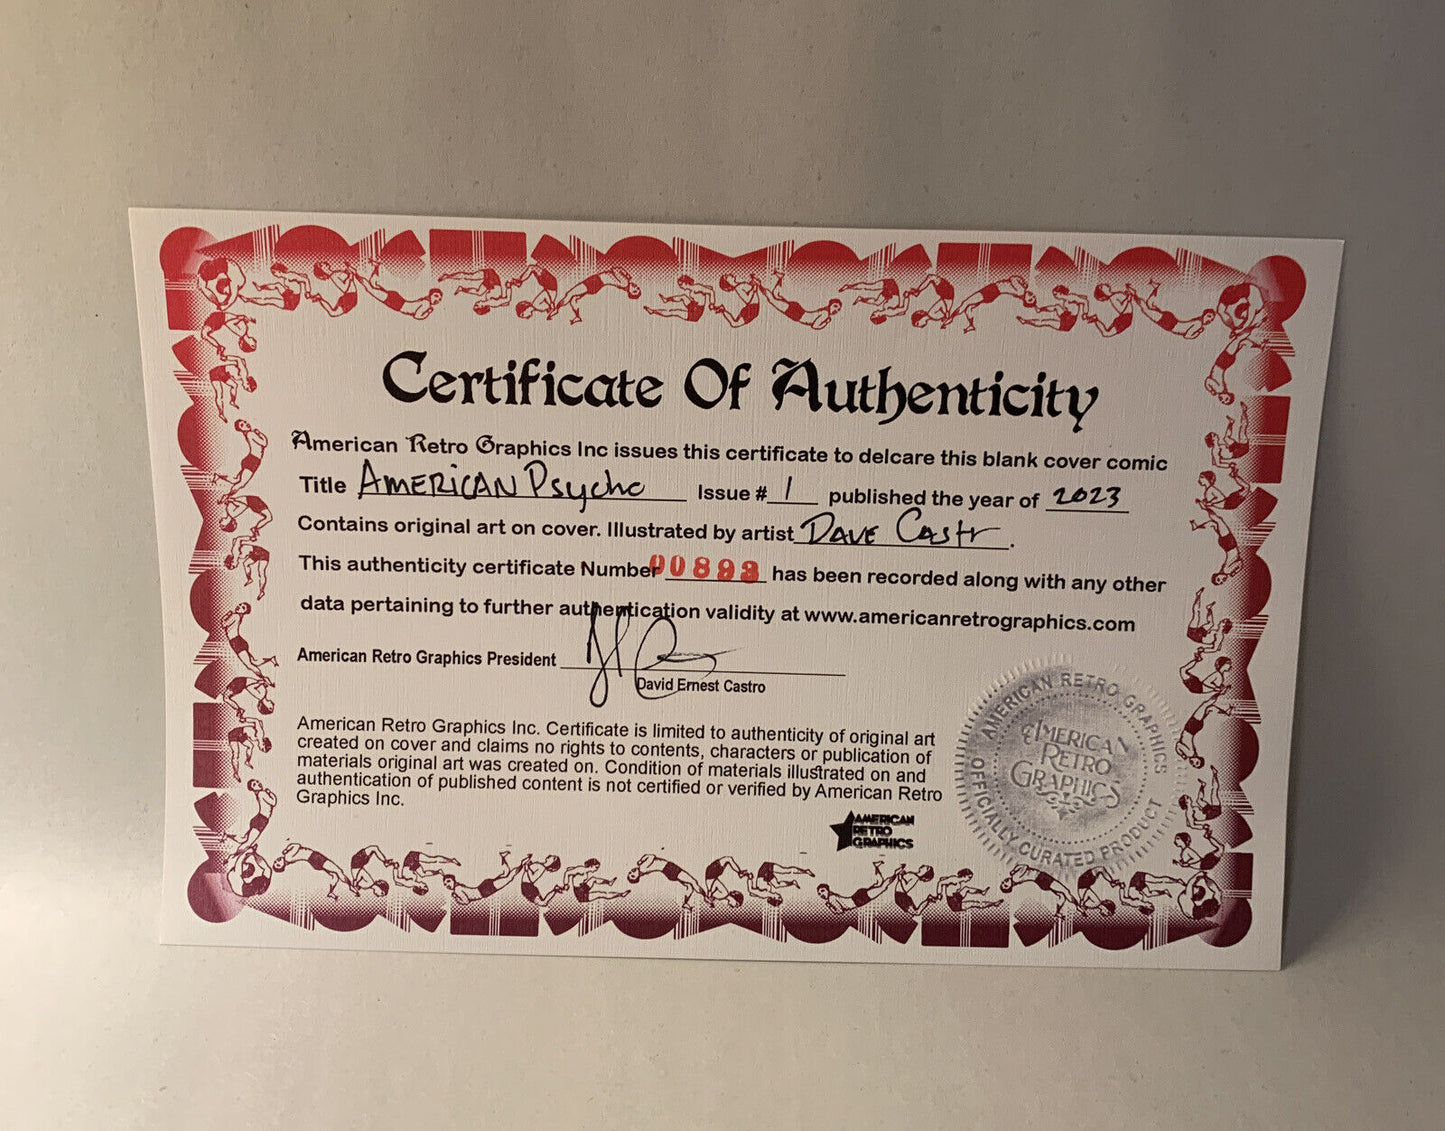 Certificate Of Authenticity
American Retro Graphics Inc issues this certificate to delcare this blank cover comic
Title AMERICAN Psycho Issue # 1 published the year of 2023
Contains original art on cover. Illustrated by artist DAVE Castr.
This authenticity certificate Number has been recorded along with any other
data pertaining to further authentication validity at www.americanretrographics.com
American Retro Graphics President
David Ernest Castro
American Retro Graphics Inc. Certificate is limited to authenticity of original art
created on cover and claims no rights to contents, characters or publication of
materials original art was created on. Condition of materials illustrated on and
authentication of published content is not certified or verified by American Retro
Graphics Inc.
AMERICAN
RETRO
GRAPHICS
AMERICAN RETRO GRAPHICS
AMERICAN
RETRO
GRAPHICS
OFFICIALLY CURATED PRODUCT